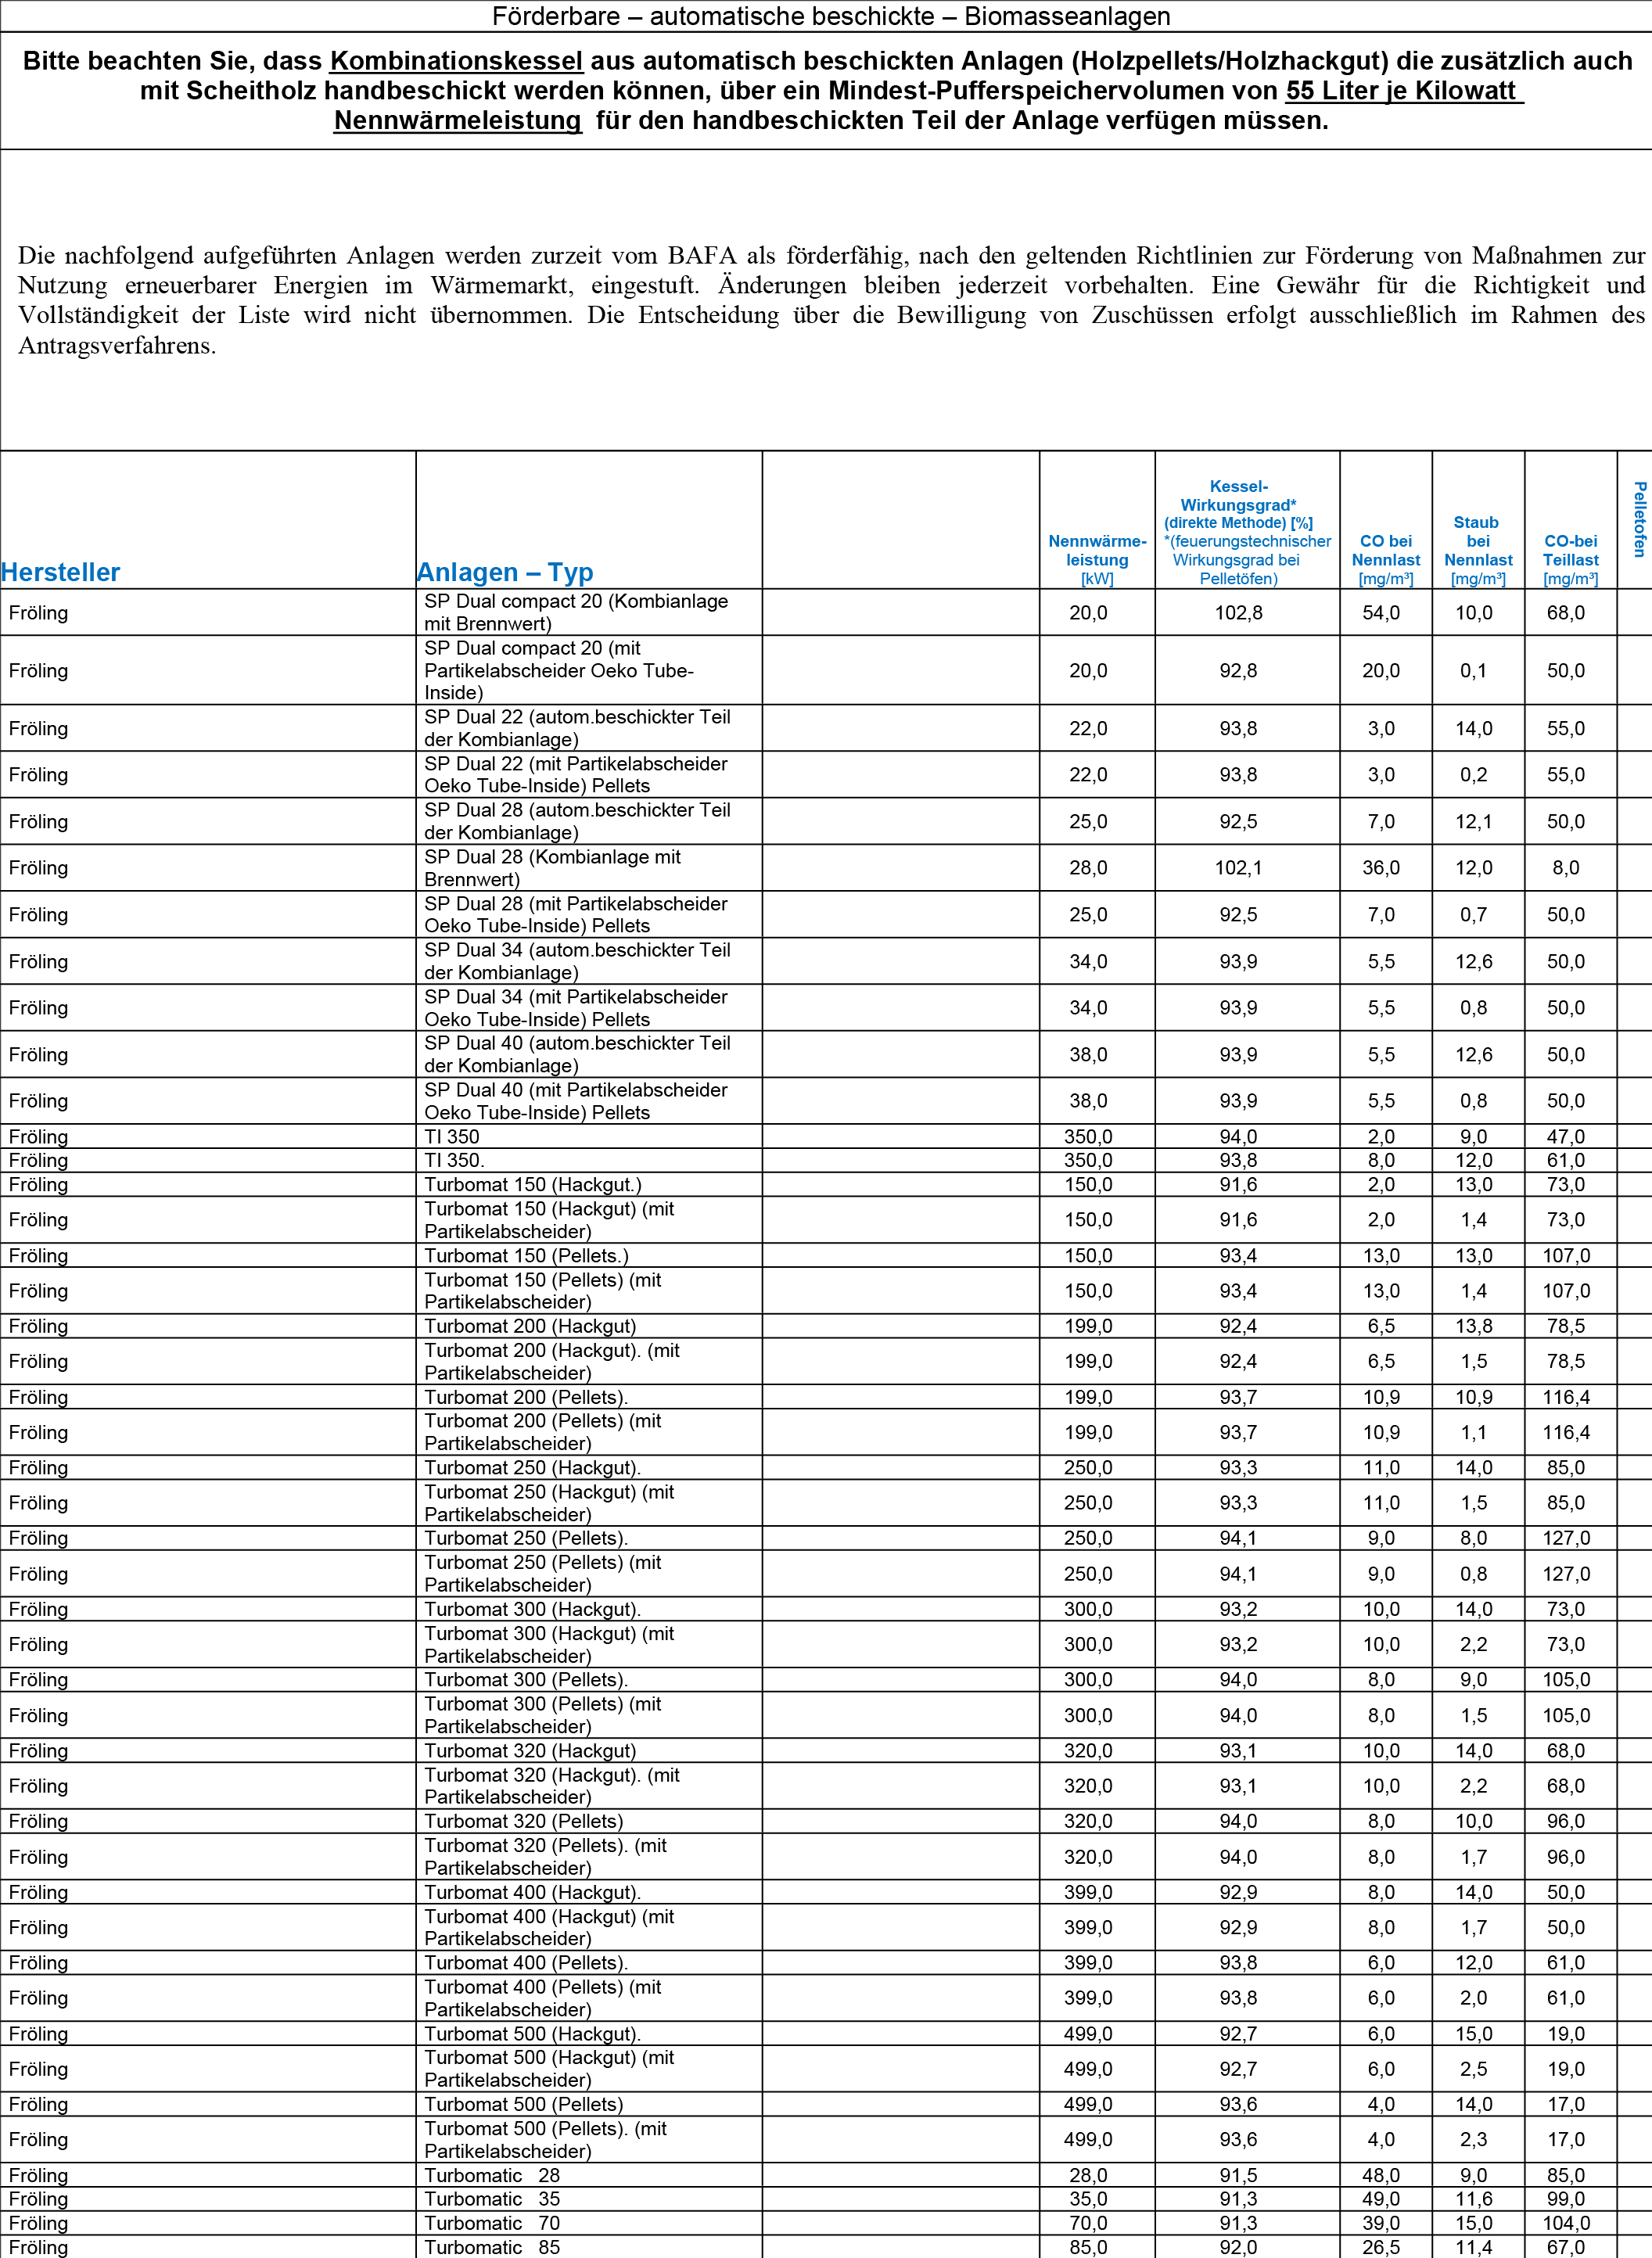 Förderbare – automatische beschickte – Biomasseanlagen
Bitte beachten Sie, dass Kombinationskessel aus automatisch beschickten Anlagen (Holzpellets/Holzhackgut) die zusätzlich auch
mit Scheitholz handbeschickt werden können, über ein Mindest-Pufferspeichervolumen von 55 Liter je Kilowatt
Nennwärmeleistung für den handbeschickten Teil der Anlage verfügen müssen.
Die nachfolgend aufgeführten Anlagen werden zurzeit vom BAFA als förderfähig, nach den geltenden Richtlinien zur Förderung von Maßnahmen zur
Nutzung erneuerbarer Energien im Wärmemarkt, eingestuft. Änderungen bleiben jederzeit vorbehalten. Eine Gewähr für die Richtigkeit und
Vollständigkeit der Liste wird nicht übernommen. Die Entscheidung über die Bewilligung von Zuschüssen erfolgt ausschließlich im Rahmen des
Antragsverfahrens.
Hersteller
Anlagen – Typ
Nennwärme-
leistung
[kW]
Kessel-
Wirkungsgrad*
(direkte Methode) [%]
*(feuerungstechnischer
Wirkungsgrad bei
Pelletöfen)
CO bei
Nennlast
[mg/m³]
Staub
bei
Nennlast
[mg/m³]
CO-bei
Teillast
[mg/m³]
Pelletofen
Fröling SP Dual compact 20 (Kombianlage
mit Brennwert) 20,0 102,8 54,0 10,0 68,0
Fröling SP Dual compact 20 (mit
Partikelabscheider Oeko Tube-
Inside) 20,0 92,8 20,0 0,1 50,0
Fröling SP Dual 22 (autom.beschickter Teil
der Kombianlage) 22,0 93,8 3,0 14,0 55,0
Fröling SP Dual 22 (mit Partikelabscheider
Oeko Tube-Inside) Pellets 22,0 93,8 3,0 0,2 55,0
Fröling SP Dual 28 (autom.beschickter Teil
der Kombianlage) 25,0 92,5 7,0 12,1 50,0
Fröling SP Dual 28 (Kombianlage mit
Brennwert) 28,0 102,1 36,0 12,0 8,0
Fröling SP Dual 28 (mit Partikelabscheider
Oeko Tube-Inside) Pellets 25,0 92,5 7,0 0,7 50,0
Fröling SP Dual 34 (autom.beschickter Teil
der Kombianlage) 34,0 93,9 5,5 12,6 50,0
Fröling SP Dual 34 (mit Partikelabscheider
Oeko Tube-Inside) Pellets 34,0 93,9 5,5 0,8 50,0
Fröling SP Dual 40 (autom.beschickter Teil
der Kombianlage) 38,0 93,9 5,5 12,6 50,0
Fröling SP Dual 40 (mit Partikelabscheider
Oeko Tube-Inside) Pellets 38,0 93,9 5,5 0,8 50,0
Fröling TI 350 350,0 94,0 2,0 9,0 47,0
Fröling TI 350. 350,0 93,8 8,0 12,0 61,0
Fröling Turbomat 150 (Hackgut.) 150,0 91,6 2,0 13,0 73,0
Fröling Turbomat 150 (Hackgut) (mit
Partikelabscheider) 150,0 91,6 2,0 1,4 73,0
Fröling Turbomat 150 (Pellets.) 150,0 93,4 13,0 13,0 107,0
Fröling Turbomat 150 (Pellets) (mit
Partikelabscheider) 150,0 93,4 13,0 1,4 107,0
Fröling Turbomat 200 (Hackgut) 199,0 92,4 6,5 13,8 78,5
Fröling Turbomat 200 (Hackgut). (mit
Partikelabscheider) 199,0 92,4 6,5 1,5 78,5
Fröling Turbomat 200 (Pellets). 199,0 93,7 10,9 10,9 116,4
Fröling Turbomat 200 (Pellets) (mit
Partikelabscheider) 199,0 93,7 10,9 1,1 116,4
Fröling Turbomat 250 (Hackgut). 250,0 93,3 11,0 14,0 85,0
Fröling Turbomat 250 (Hackgut) (mit
Partikelabscheider) 250,0 93,3 11,0 1,5 85,0
Fröling Turbomat 250 (Pellets). 250,0 94,1 9,0 8,0 127,0
Fröling Turbomat 250 (Pellets) (mit
Partikelabscheider) 250,0 94,1 9,0 0,8 127,0
Fröling Turbomat 300 (Hackgut). 300,0 93,2 10,0 14,0 73,0
Fröling Turbomat 300 (Hackgut) (mit
Partikelabscheider) 300,0 93,2 10,0 2,2 73,0
Fröling Turbomat 300 (Pellets). 300,0 94,0 8,0 9,0 105,0
Fröling Turbomat 300 (Pellets) (mit
Partikelabscheider) 300,0 94,0 8,0 1,5 105,0
Fröling Turbomat 320 (Hackgut) 320,0 93,1 10,0 14,0 68,0
Fröling Turbomat 320 (Hackgut). (mit
Partikelabscheider) 320,0 93,1 10,0 2,2 68,0
Fröling Turbomat 320 (Pellets) 320,0 94,0 8,0 10,0 96,0
Fröling Turbomat 320 (Pellets). (mit
Partikelabscheider) 320,0 94,0 8,0 1,7 96,0
Fröling Turbomat 400 (Hackgut). 399,0 92,9 8,0 14,0 50,0
Fröling Turbomat 400 (Hackgut) (mit
Partikelabscheider) 399,0 92,9 8,0 1,7 50,0
Fröling Turbomat 400 (Pellets). 399,0 93,8 6,0 12,0 61,0
Fröling Turbomat 400 (Pellets) (mit
Partikelabscheider) 399,0 93,8 6,0 2,0 61,0
Fröling Turbomat 500 (Hackgut). 499,0 92,7 6,0 15,0 19,0
Fröling Turbomat 500 (Hackgut) (mit
Partikelabscheider) 499,0 92,7 6,0 2,5 19,0
Fröling Turbomat 500 (Pellets) 499,0 93,6 4,0 14,0 17,0
Fröling Turbomat 500 (Pellets). (mit
Partikelabscheider) 499,0 93,6 4,0 2,3 17,0
Fröling Turbomatic 28 28,0 91,5 48,0 9,0 85,0
Fröling Turbomatic 35 35,0 91,3 49,0 11,6 99,0
Fröling Turbomatic 70 70,0 91,3 39,0 15,0 104,0
Fröling Turbomatic 85 85,0 92,0 26,5 11,4 67,0